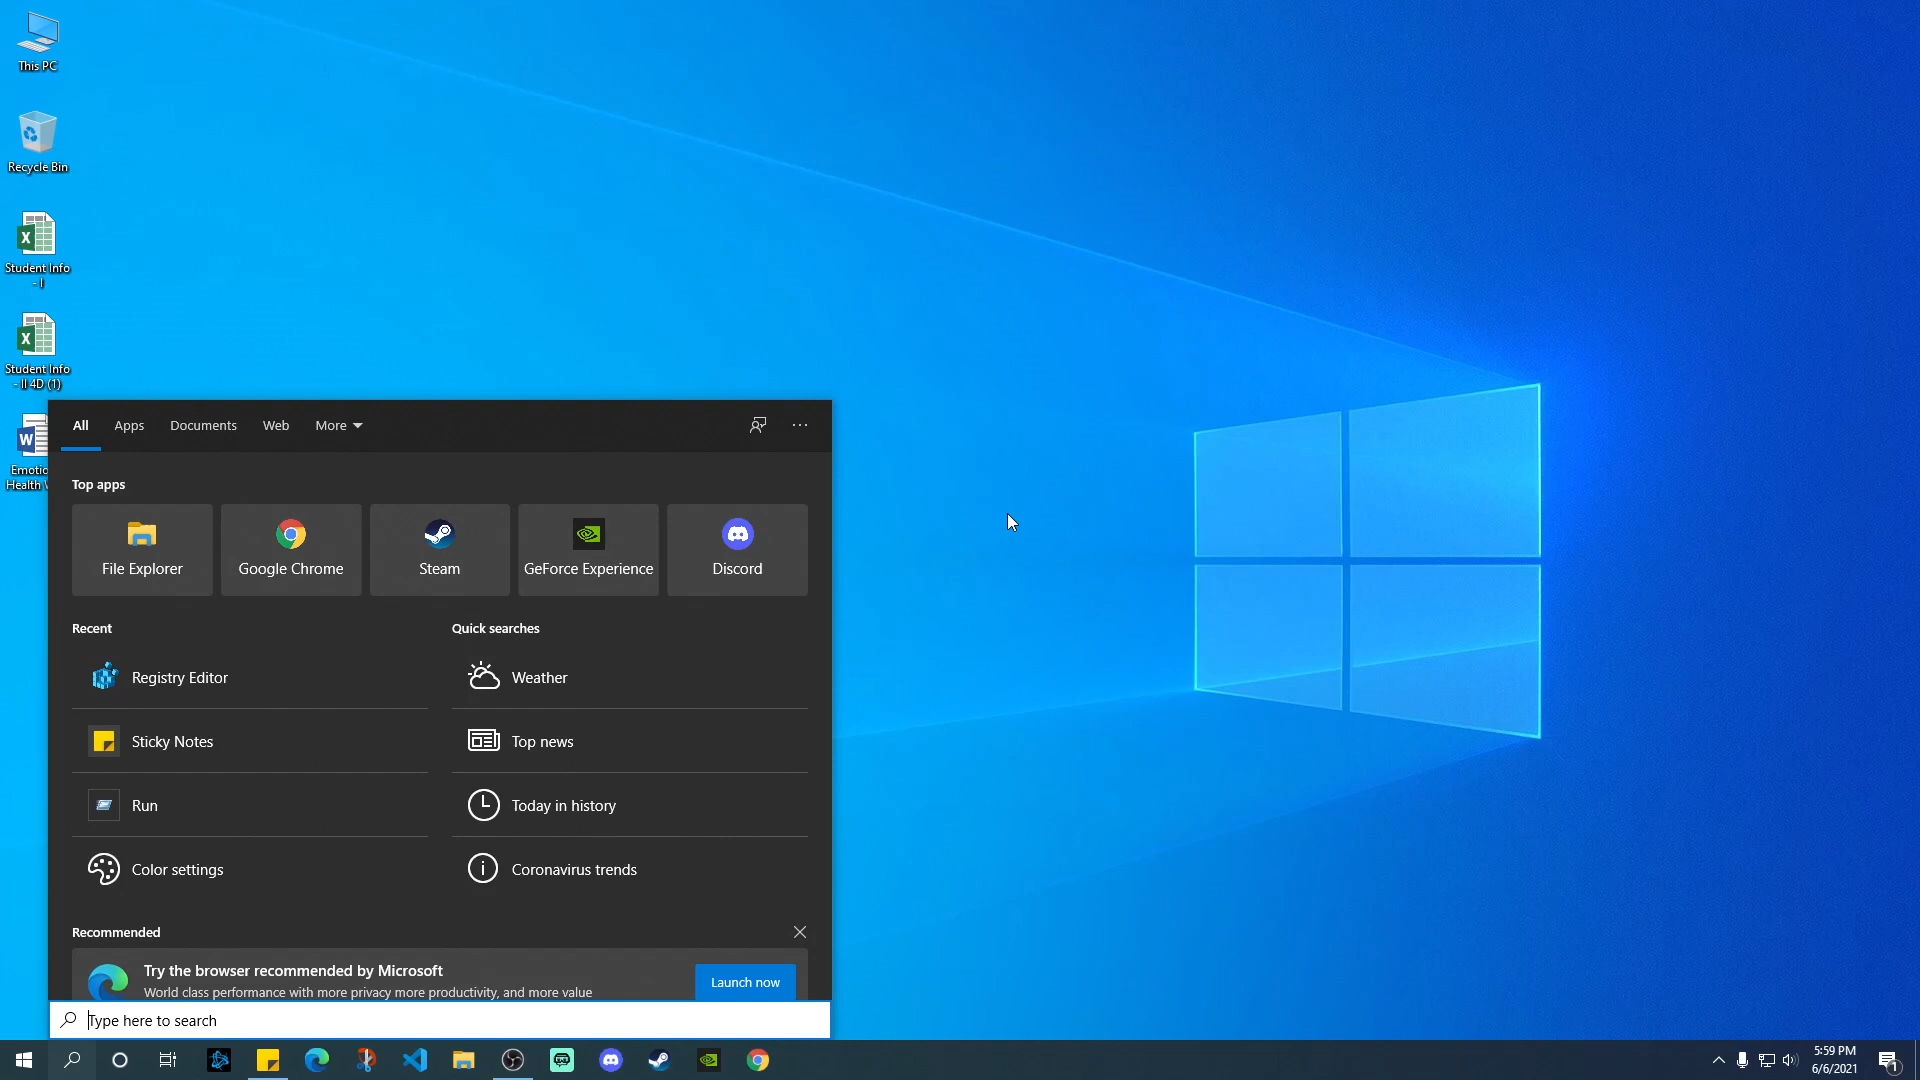 This PC
Recycle Bin
Student Info
- I
Student Info
- II 4D (1)
Emotio
Health
All
Apps
Documents
Web
More
Top apps
File Explorer
Google Chrome
Steam
GeForce Experience
Discord
Recent
Registry Editor
Sticky Notes
Run
Color settings
Quick searches
Weather
Top news
Today in history
Coronavirus trends
Recommended
Try the browser recommended by Microsoft
World class performance with more privacy more productivity, and more value
Launch now
Type here to search
5:59 PM
6/6/2021
1